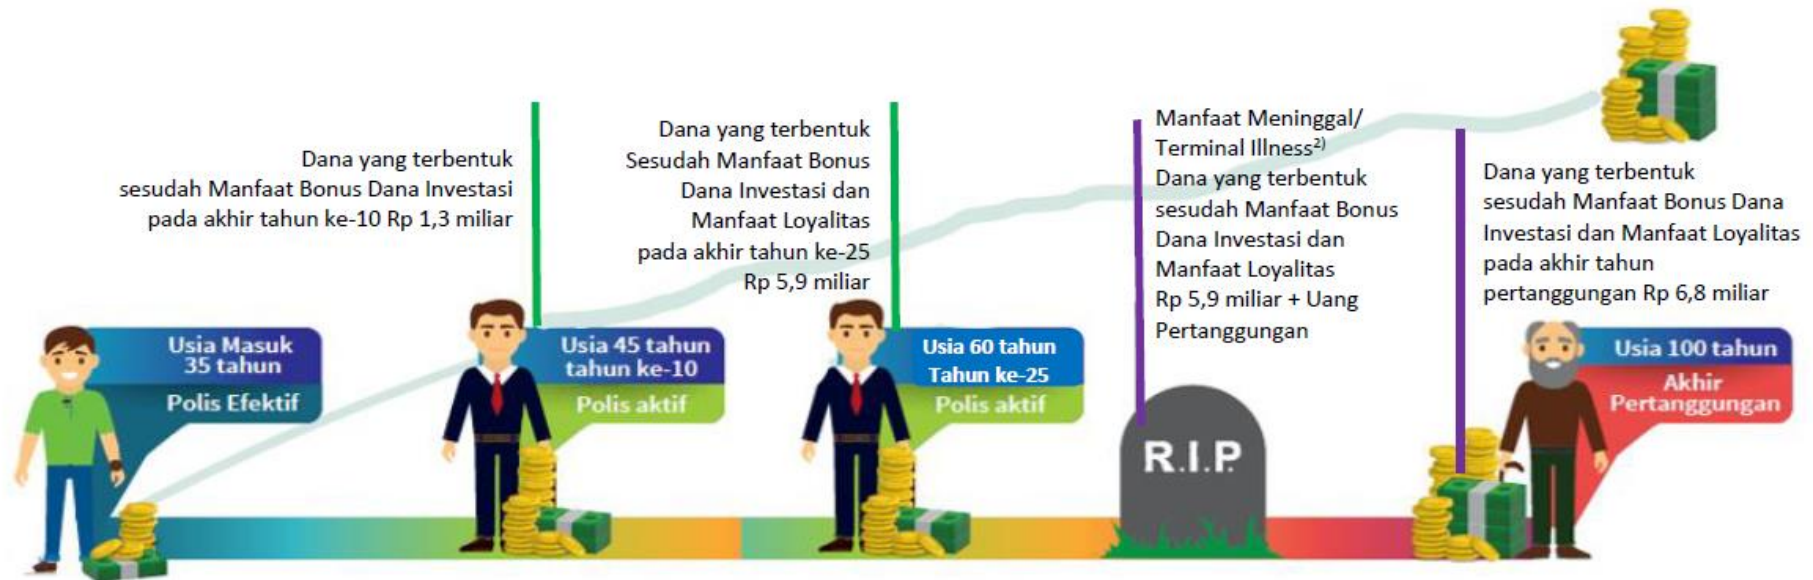 Dana yang terbentuk
sesudah Manfaat Bonus Dana Investasi
pada akhir tahun ke-10 Rp 1,3 miliar
Dana yang terbentuk
Sesudah Manfaat Bonus
Dana Investasi dan
Manfaat Loyalitas
pada akhir tahun ke-25
Rp 5,9 miliar
Manfaat Meninggal/
Terminal Illness²⁾
Dana yang terbentuk
sesudah Manfaat Bonus
Dana Investasi dan
Manfaat Loyalitas
Rp 5,9 miliar + Uang
Pertanggungan
Dana yang terbentuk
sesudah Manfaat Bonus Dana
Investasi dan Manfaat Loyalitas
pada akhir tahun
pertanggungan Rp 6,8 miliar
Usia Masuk
35 tahun
Polis Efektif
Usia 45 tahun
tahun ke-10
Polis aktif
Usia 60 tahun
Tahun ke-25
Polis aktif
R.I.P.
Usia 100 tahun
Akhir
Pertanggungan